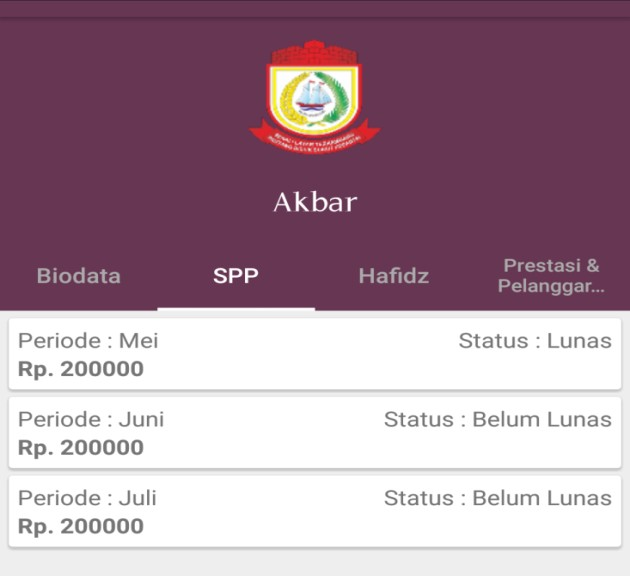 Akbar
Biodata
SPP
Hafidz
Prestasi &
Pelanggar...
Periode : Mei
Status : Lunas
Rp. 200000
Periode : Juni
Status : Belum Lunas
Rp. 200000
Periode : Juli
Status : Belum Lunas
Rp. 200000